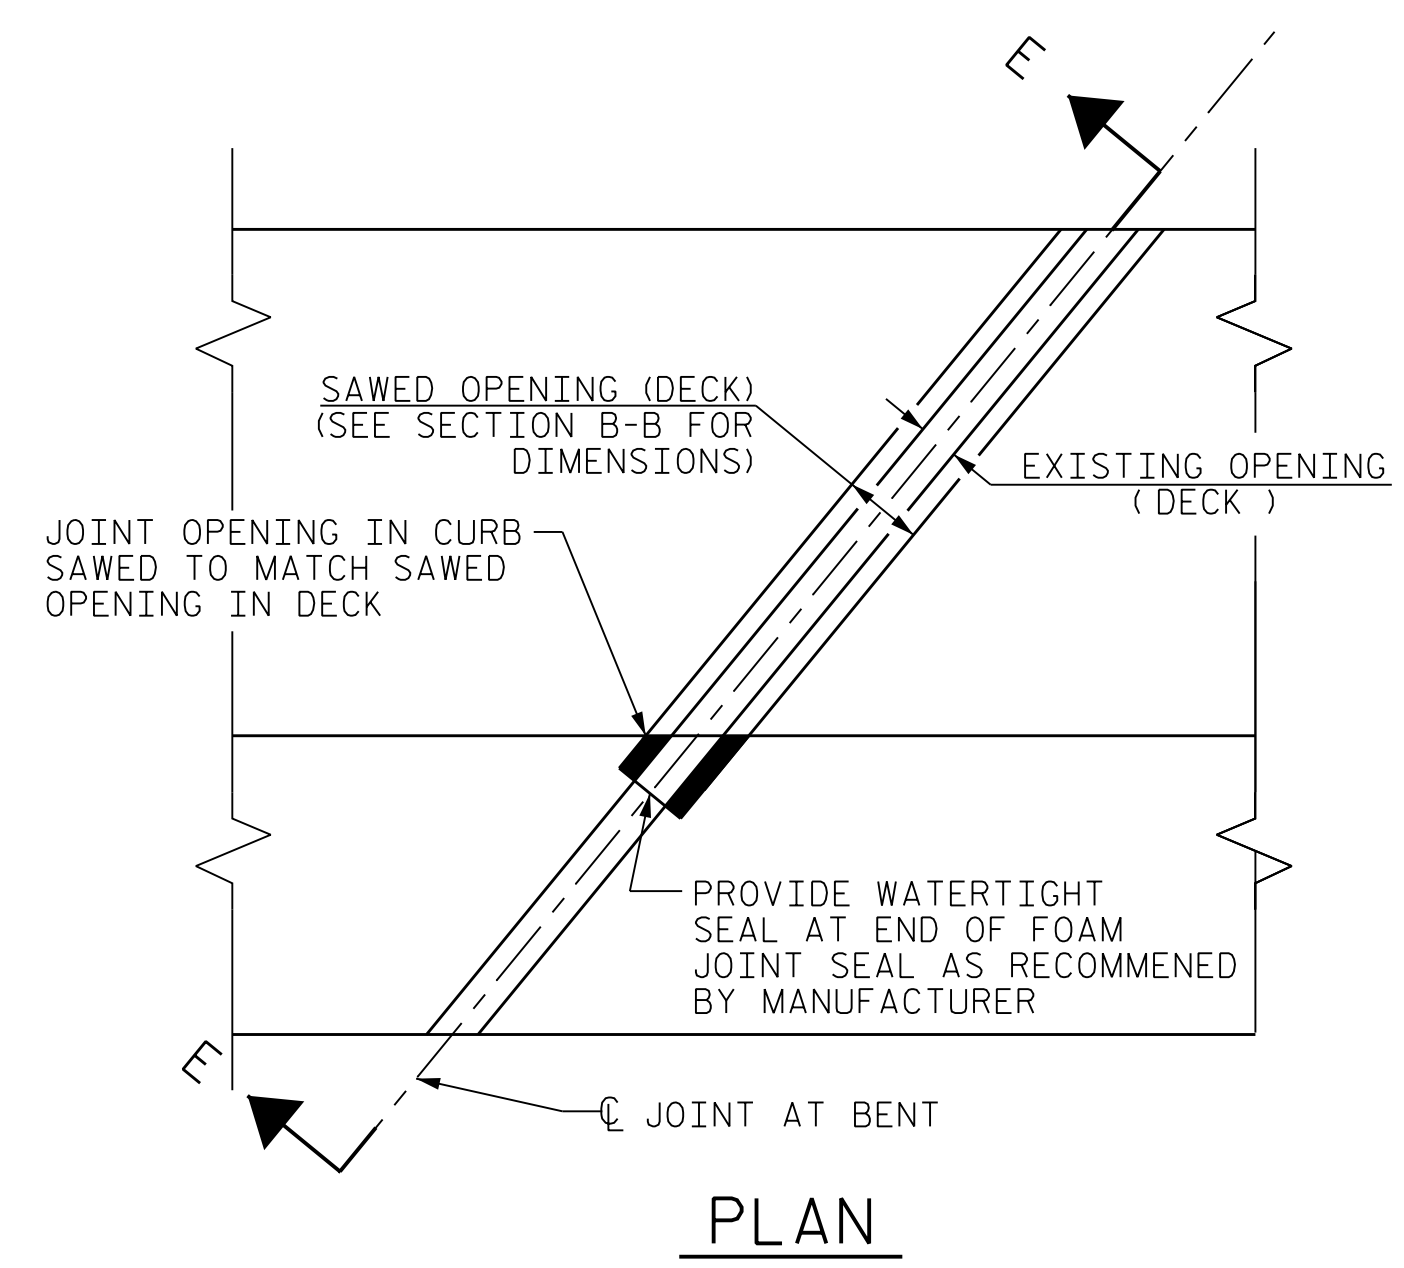 E
SAWED OPENING (DECK)
(SEE SECTION B-B FOR
DIMENSIONS)
EXISTING OPENING
( DECK )
JOINT OPENING IN CURB
SAWED TO MATCH SAWED
OPENING IN DECK
PROVIDE WATERTIGHT
SEAL AT END OF FOAM
JOINT SEAL AS RECOMMENED
BY MANUFACTURER
E
℄ JOINT AT BENT
PLAN